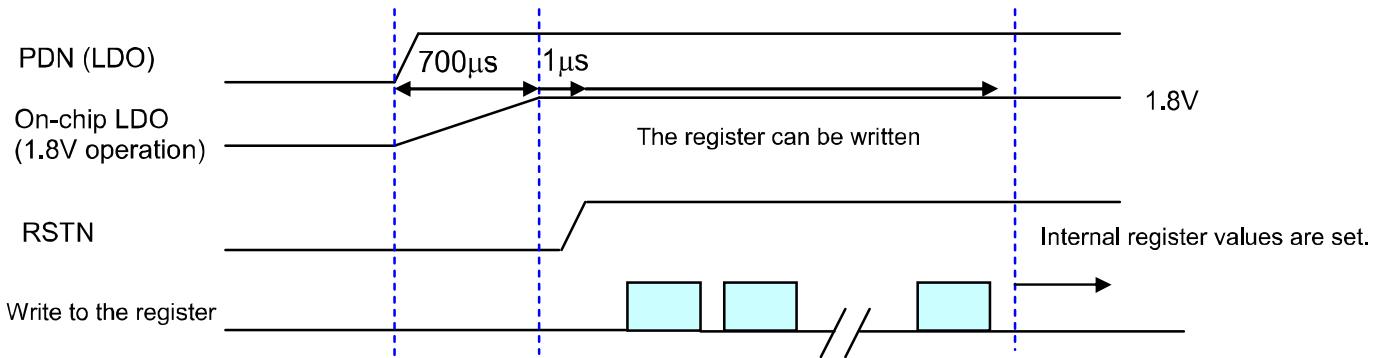 PDN (LDO)
700μs
1μs
On-chip LDO
(1.8V operation)
1.8V
The register can be written
RSTN
Internal register values are set.
Write to the register